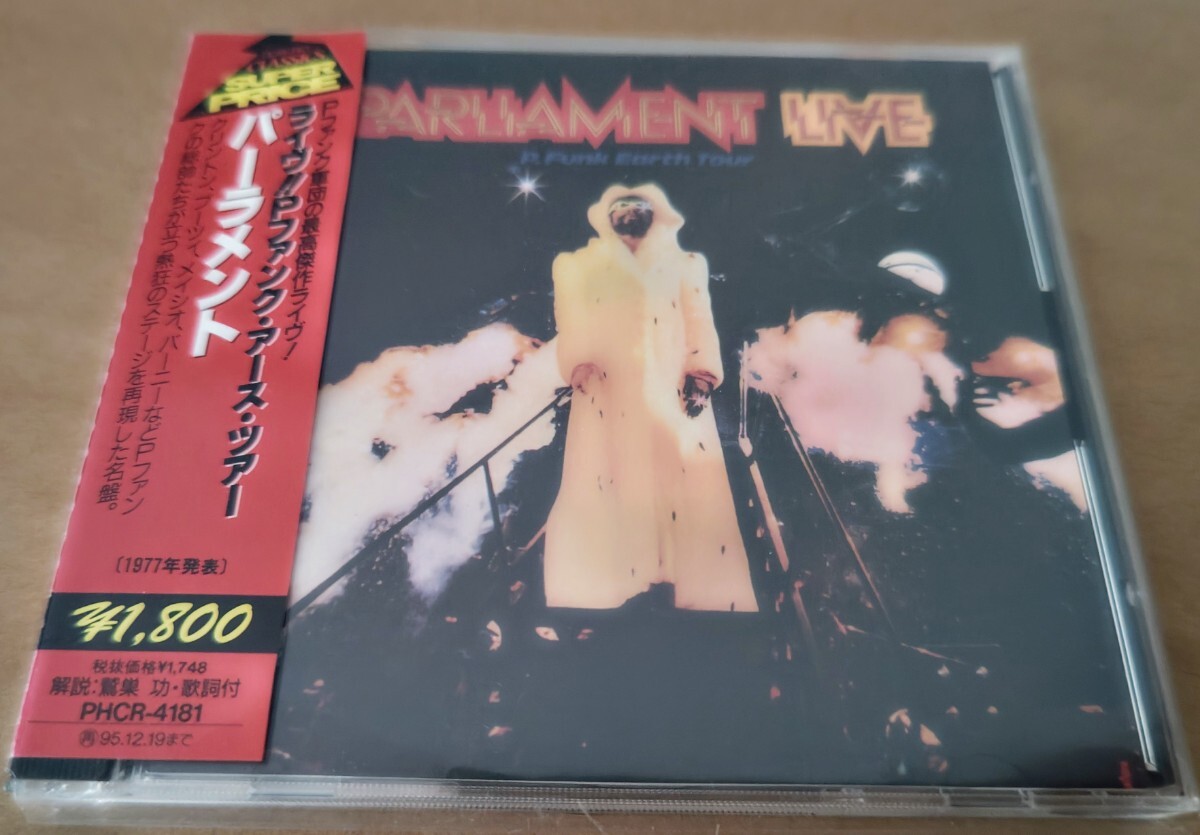 SUPER
PRICE
Pファンク集団の最高傑作ライヴ!
ライヴ!Pファンク・アース・ツアー
パーラメント
クリントン、ブーツィ、メイシオ、バーニーなどPファン
クの精鋭たちが立つ熱狂のステージを再現した名盤。
〔1977年発表〕
¥1,800
税抜価格¥1,748
解説:鷲巣 功・歌詞付
PHCR-4181
再95.12.19まで
PARLIAMENT LIVE
P. Funk Earth Tour